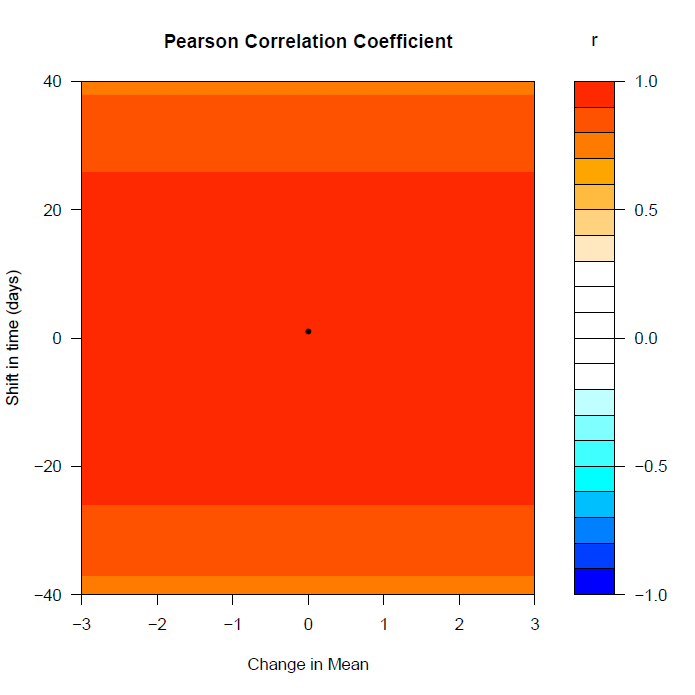 Pearson Correlation Coefficient
r
40
20
0
−20
−40
Shift in time (days)
−3 −2 −1 0 1 2 3
Change in Mean
1.0
0.5
0.0
−0.5
−1.0